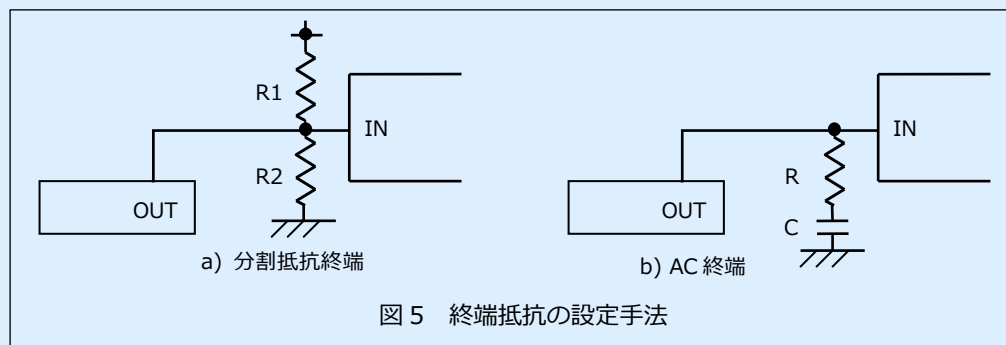 R1
IN
R2
OUT
a) 分割抵抗終端
IN
R
OUT
C
b) AC 終端
図 5 終端抵抗の設定手法